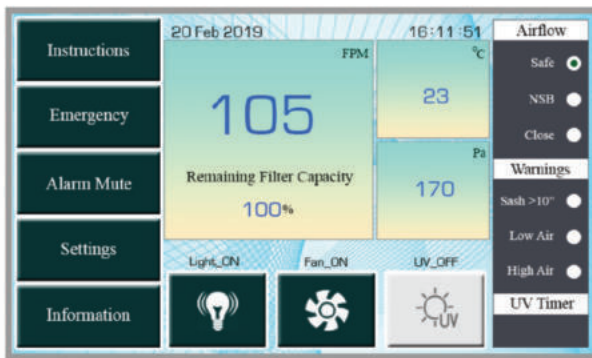 Instructions
Emergency
Alarm Mute
Settings
Information
20 Feb 2019
16:11:51
FPM
105
Remaining Filter Capacity
100%
°C
23
Pa
170
Light_ON
Fan_ON
UV_OFF
UV
Airflow
Safe
NSB
Close
Warnings
Sash >10"
Low Air
High Air
UV Timer